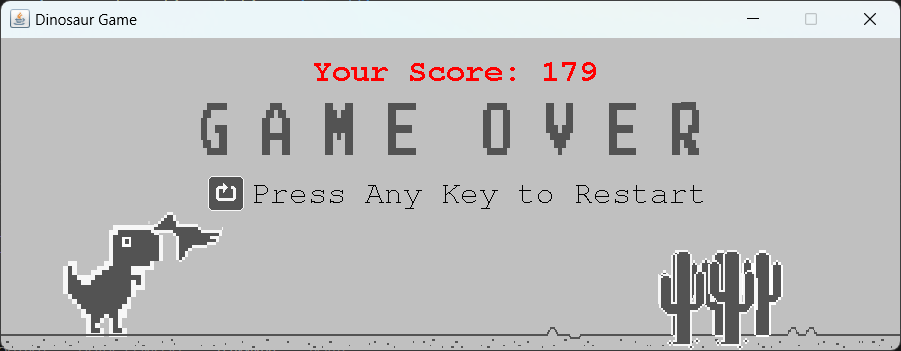 Dinosaur Game
Your Score: 179
GAME OVER
Press Any Key to Restart